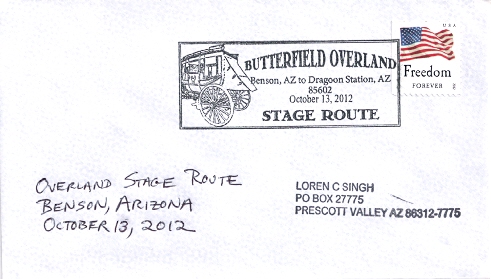 BUTTERFIELD OVERLAND
Benson, AZ to Dragoon Station, AZ
85602
October 13, 2012
STAGE ROUTE
USA
Freedom
FOREVER
OVERLAND STAGE ROUTE
BENSON, ARIZONA
OCTOBER 13, 2012
LOREN C SINGH
PO BOX 27775
PRESCOTT VALLEY AZ 86312-7775